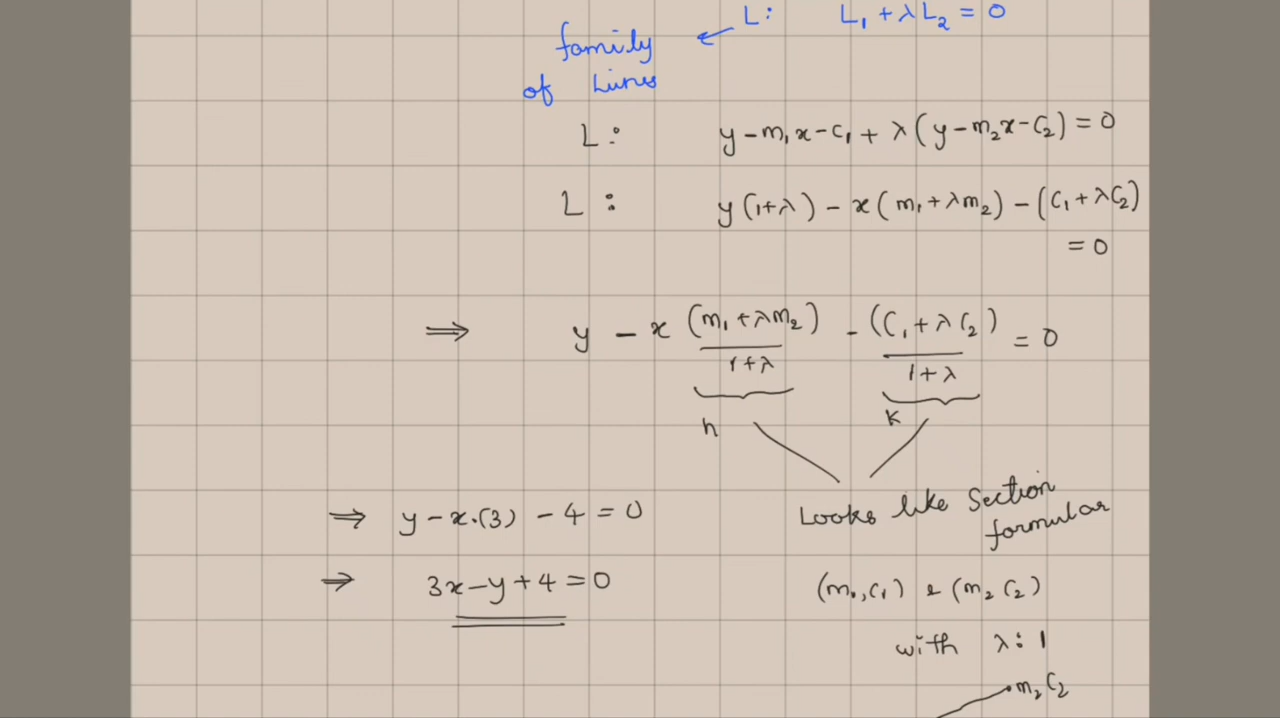 L: L₁ + λL₂ = 0
family
of Lines
L: y - m₁x - c₁ + λ(y - m₂x - C₂) = 0
L : y(1+λ) - x(m₁ + λm₂) - (C₁ + λC₂)
= 0
⇒ y - x (m₁ + λm₂)/(1+λ) - (C₁ + λC₂)/(1+λ) = 0
h k
⇒ y - x.(3) - 4 = 0
Looks like Section
formular
⇒ 3x - y + 4 = 0
(m₁, c₁) & (m₂ C₂)
with λ : 1
m₂ C₂